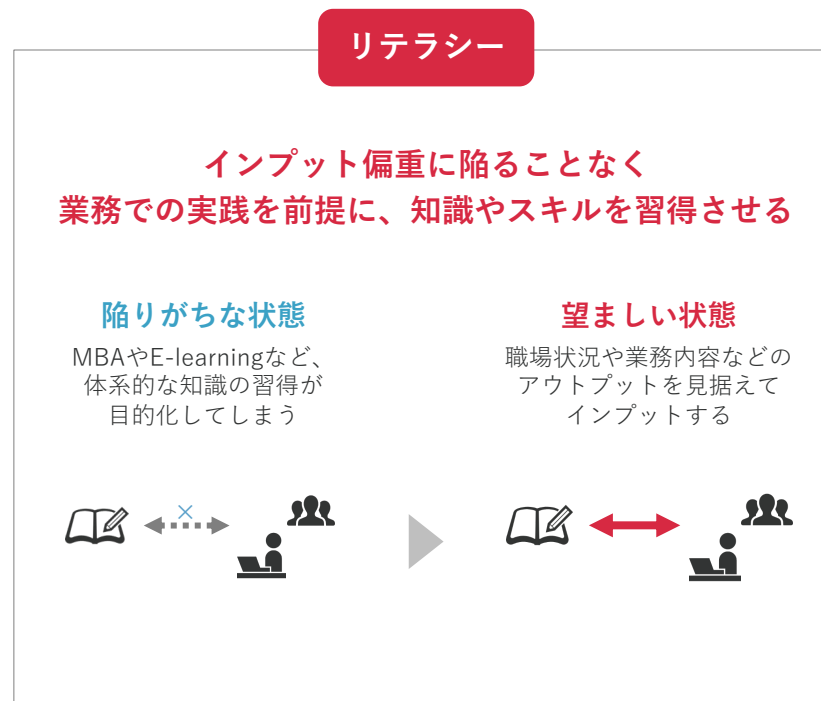 リテラシー
インプット偏重に陥ることなく
業務での実践を前提に、知識やスキルを習得させる
陥りがちな状態
MBAやE-learningなど、
体系的な知識の習得が
目的化してしまう
×
望ましい状態
職場状況や業務内容などの
アウトプットを見据えて
インプットする